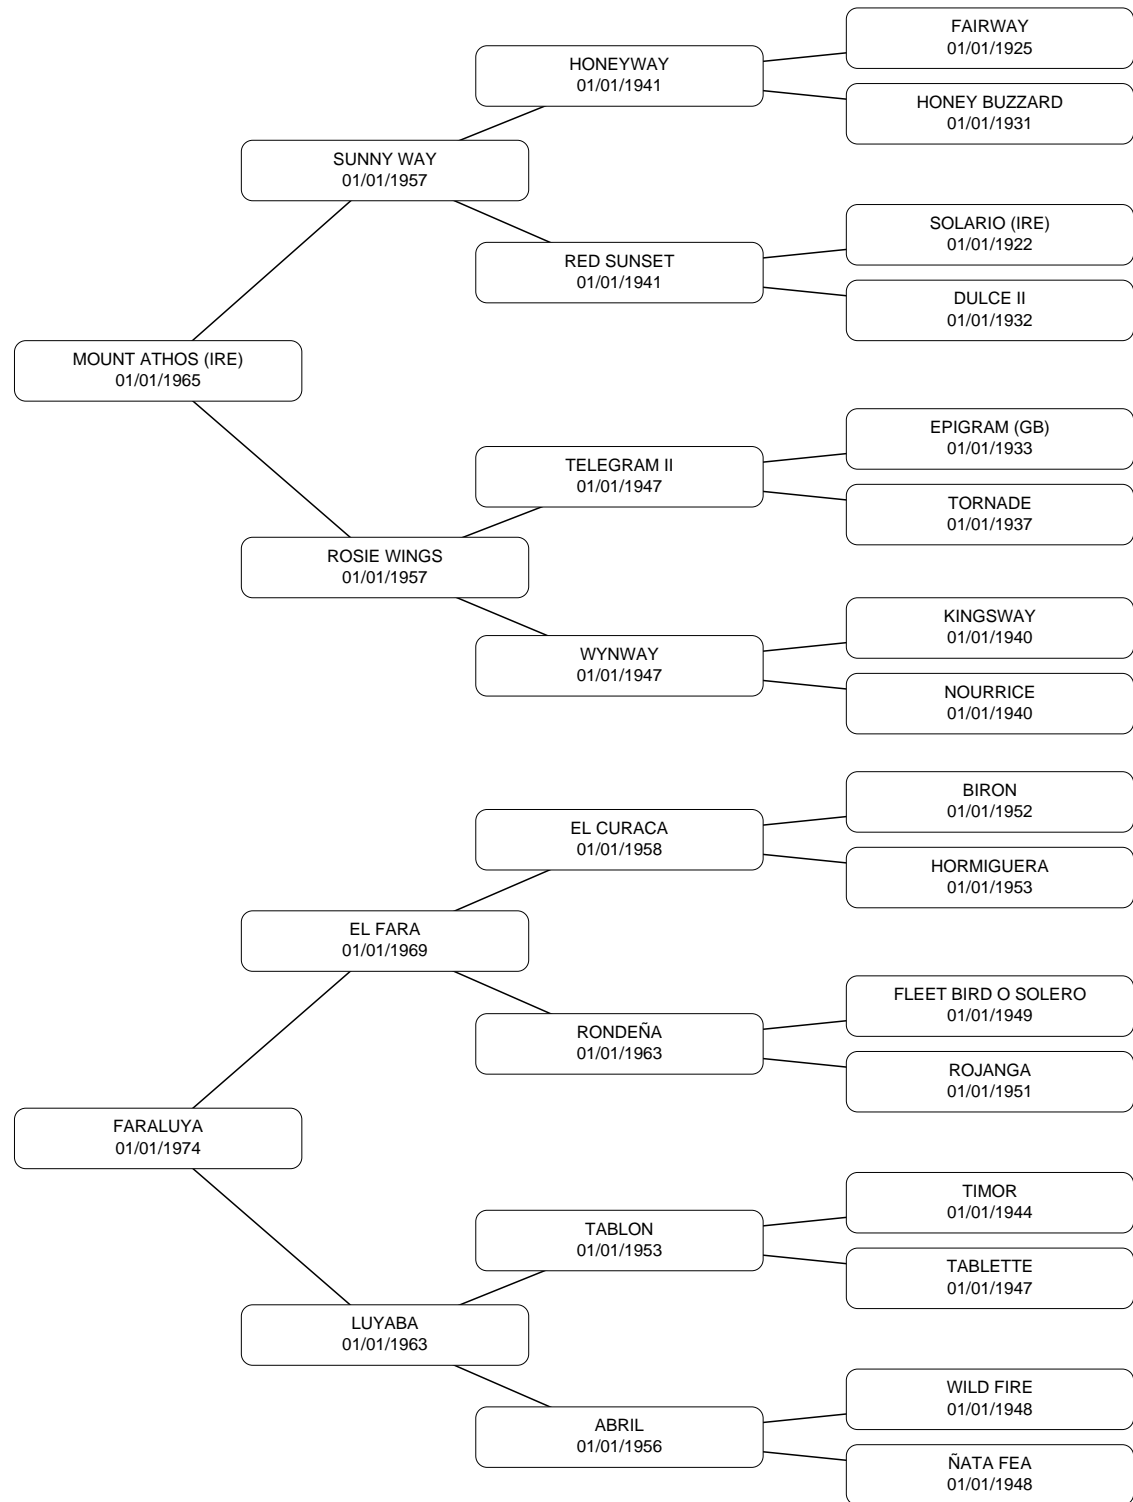 FAIRWAY
01/01/1925
HONEYWAY
01/01/1941
HONEY BUZZARD
01/01/1931
SUNNY WAY
01/01/1957
SOLARIO (IRE)
01/01/1922
RED SUNSET
01/01/1941
DULCE II
01/01/1932
MOUNT ATHOS (IRE)
01/01/1965
EPIGRAM (GB)
01/01/1933
TELEGRAM II
01/01/1947
TORNADE
01/01/1937
ROSIE WINGS
01/01/1957
KINGSWAY
01/01/1940
WYNWAY
01/01/1947
NOURRICE
01/01/1940
BIRON
01/01/1952
EL CURACA
01/01/1958
HORMIGUERA
01/01/1953
EL FARA
01/01/1969
FLEET BIRD O SOLERO
01/01/1949
RONDEÑA
01/01/1963
ROJANGA
01/01/1951
FARALUYA
01/01/1974
TIMOR
01/01/1944
TABLON
01/01/1953
TABLETTE
01/01/1947
LUYABA
01/01/1963
WILD FIRE
01/01/1948
ABRIL
01/01/1956
ÑATA FEA
01/01/1948